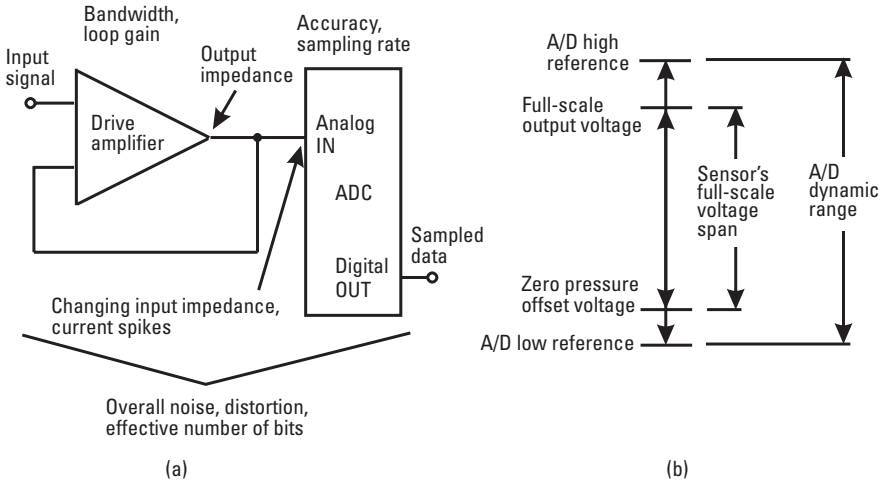 Bandwidth,
loop gain
Input
signal
Output
impedance
Accuracy,
sampling rate
Drive
amplifier
Analog
IN
ADC
Digital
OUT
Sampled
data
Changing input impedance,
current spikes
Overall noise, distortion,
effective number of bits
(a)
A/D high
reference
Full-scale
output voltage
Sensor's
full-scale
voltage
span
A/D
dynamic
range
Zero pressure
offset voltage
A/D low reference
(b)